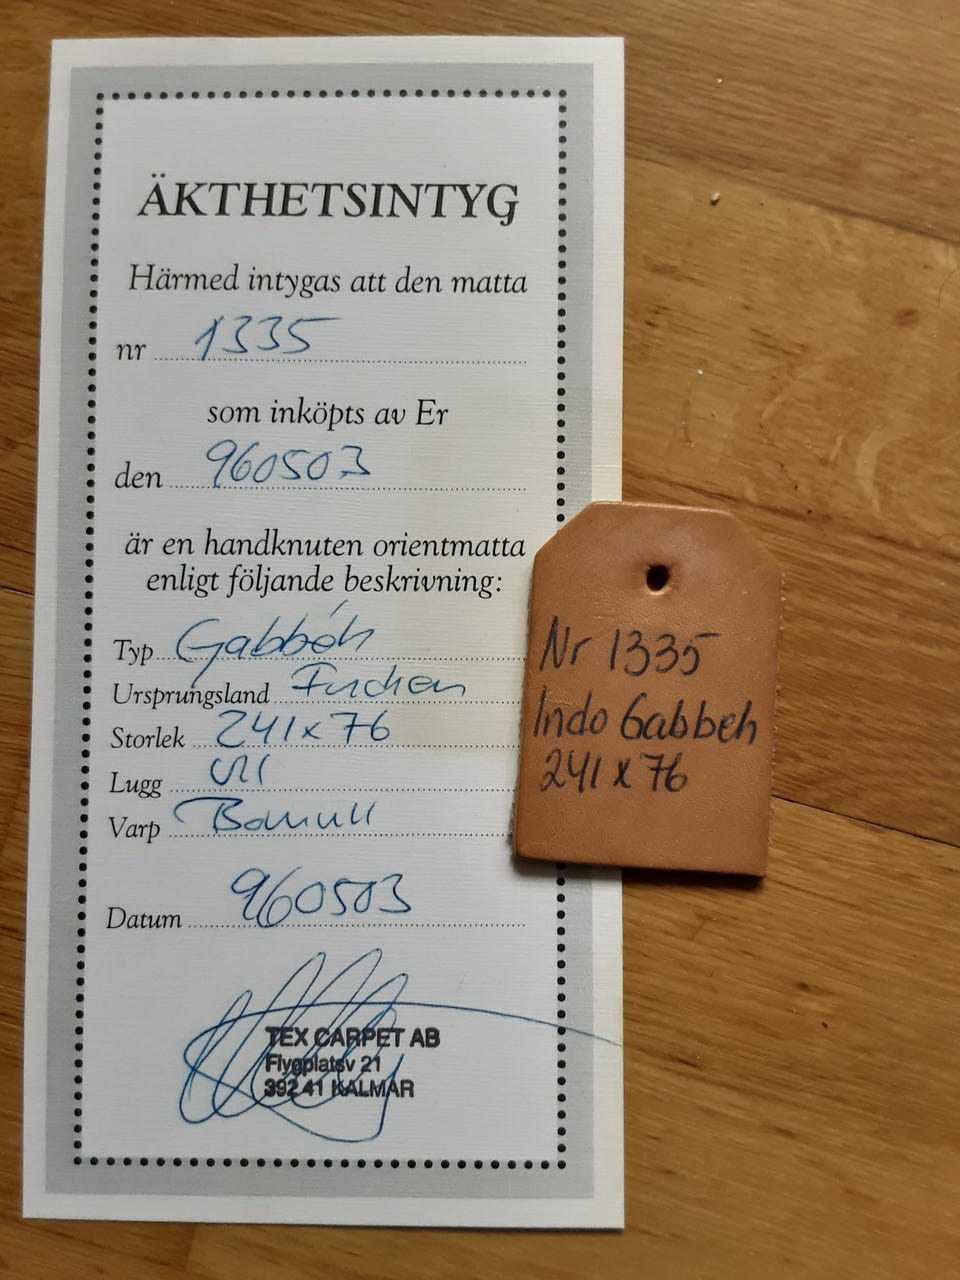 ÄKTHETSINTYG
Härmed intygas att den matta
nr 1335
som inköpts av Er
den 960503
är en handknuten orientmatta
enligt följande beskrivning:
Typ Gabbéh
Ursprungsland Indien
Storlek 241x76
Lugg Ull
Varp Bomull
Datum 960503
TEX CARPET AB
Flygplatsv 21
392 41 KALMAR
Nr 1335
Indo Gabbeh
241 x 76